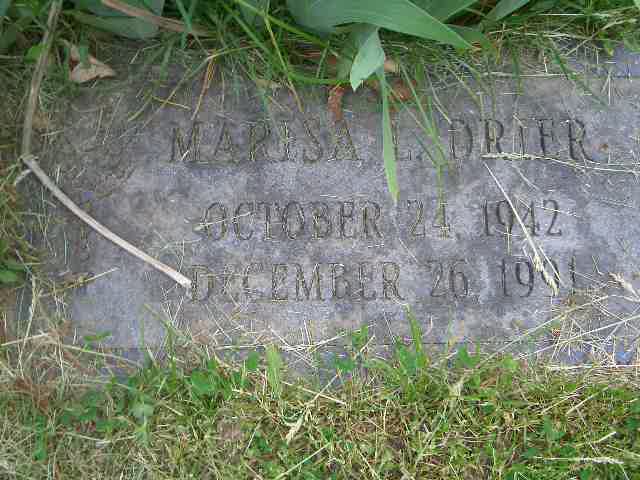 MARISA L. DRIER
OCTOBER 24, 1942
DECEMBER 26, 1991